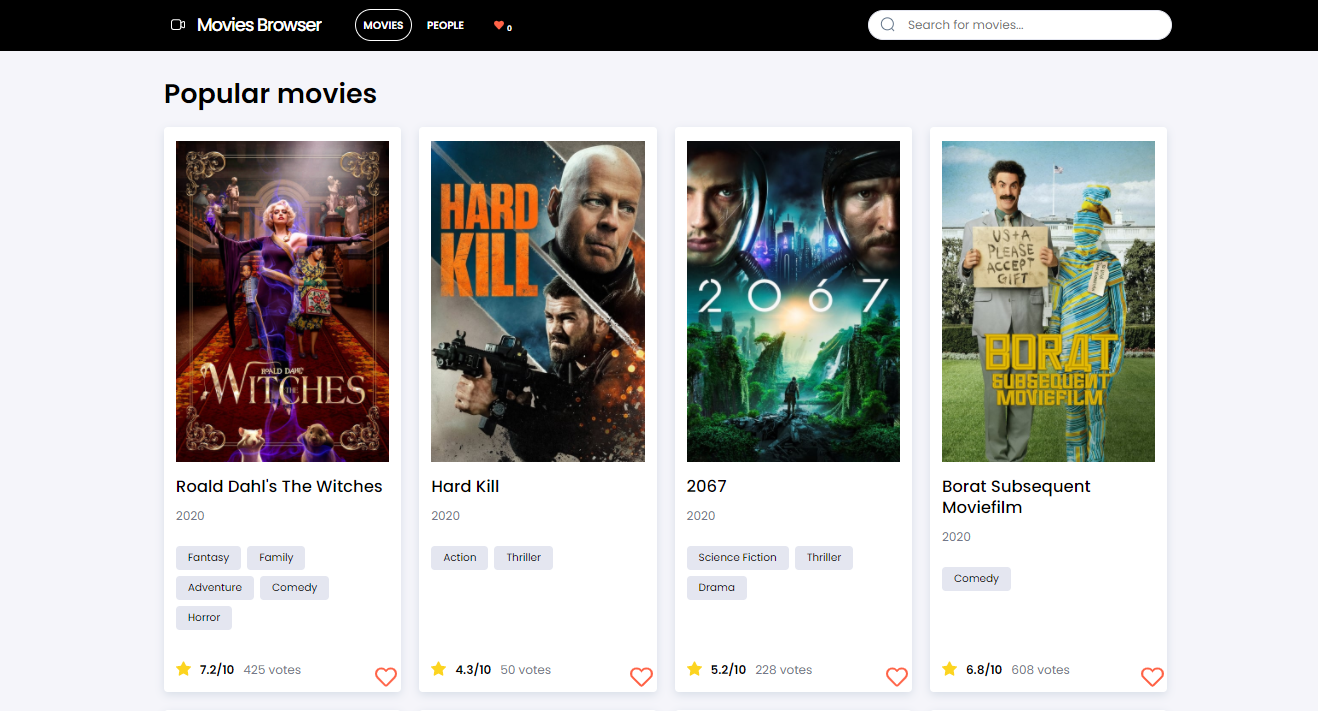 Movies Browser
MOVIES
PEOPLE
0
Search for movies...
Popular movies
ROALD DAHL'S
THE
WITCHES
HARD
KILL
2067
US+A
PLEASE
ACCEPT
GIFT
BORAT
SUBSEQUENT
MOVIEFILM
Roald Dahl's The Witches
2020
Fantasy
Family
Adventure
Comedy
Horror
7.2/10
425 votes
Hard Kill
2020
Action
Thriller
4.3/10
50 votes
2067
2020
Science Fiction
Thriller
Drama
5.2/10
228 votes
Borat Subsequent
Moviefilm
2020
Comedy
6.8/10
608 votes